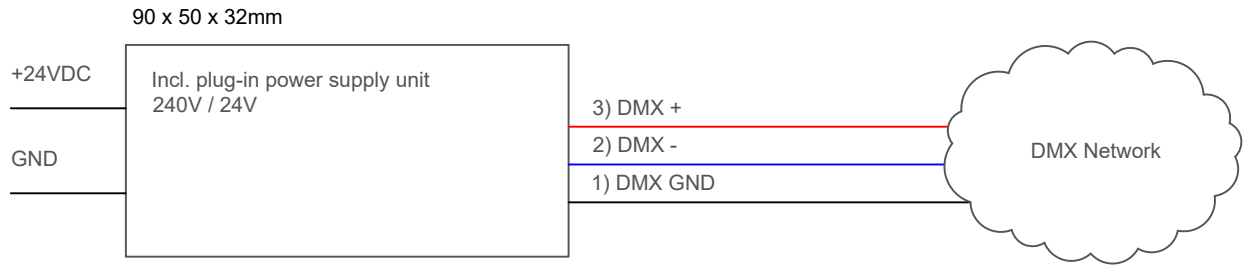 90 x 50 x 32mm
+24VDC
Incl. plug-in power supply unit
240V / 24V
GND
3) DMX +
2) DMX -
1) DMX GND
DMX Network